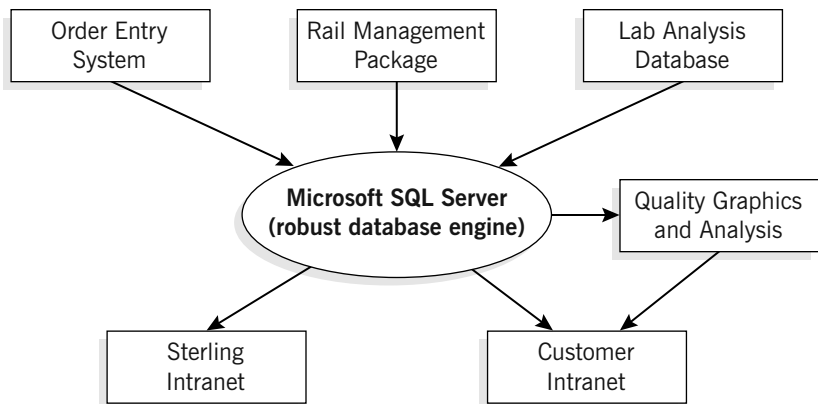 Order Entry
System
Rail Management
Package
Lab Analysis
Database
Microsoft SQL Server
(robust database engine)
Quality Graphics
and Analysis
Sterling
Intranet
Customer
Intranet